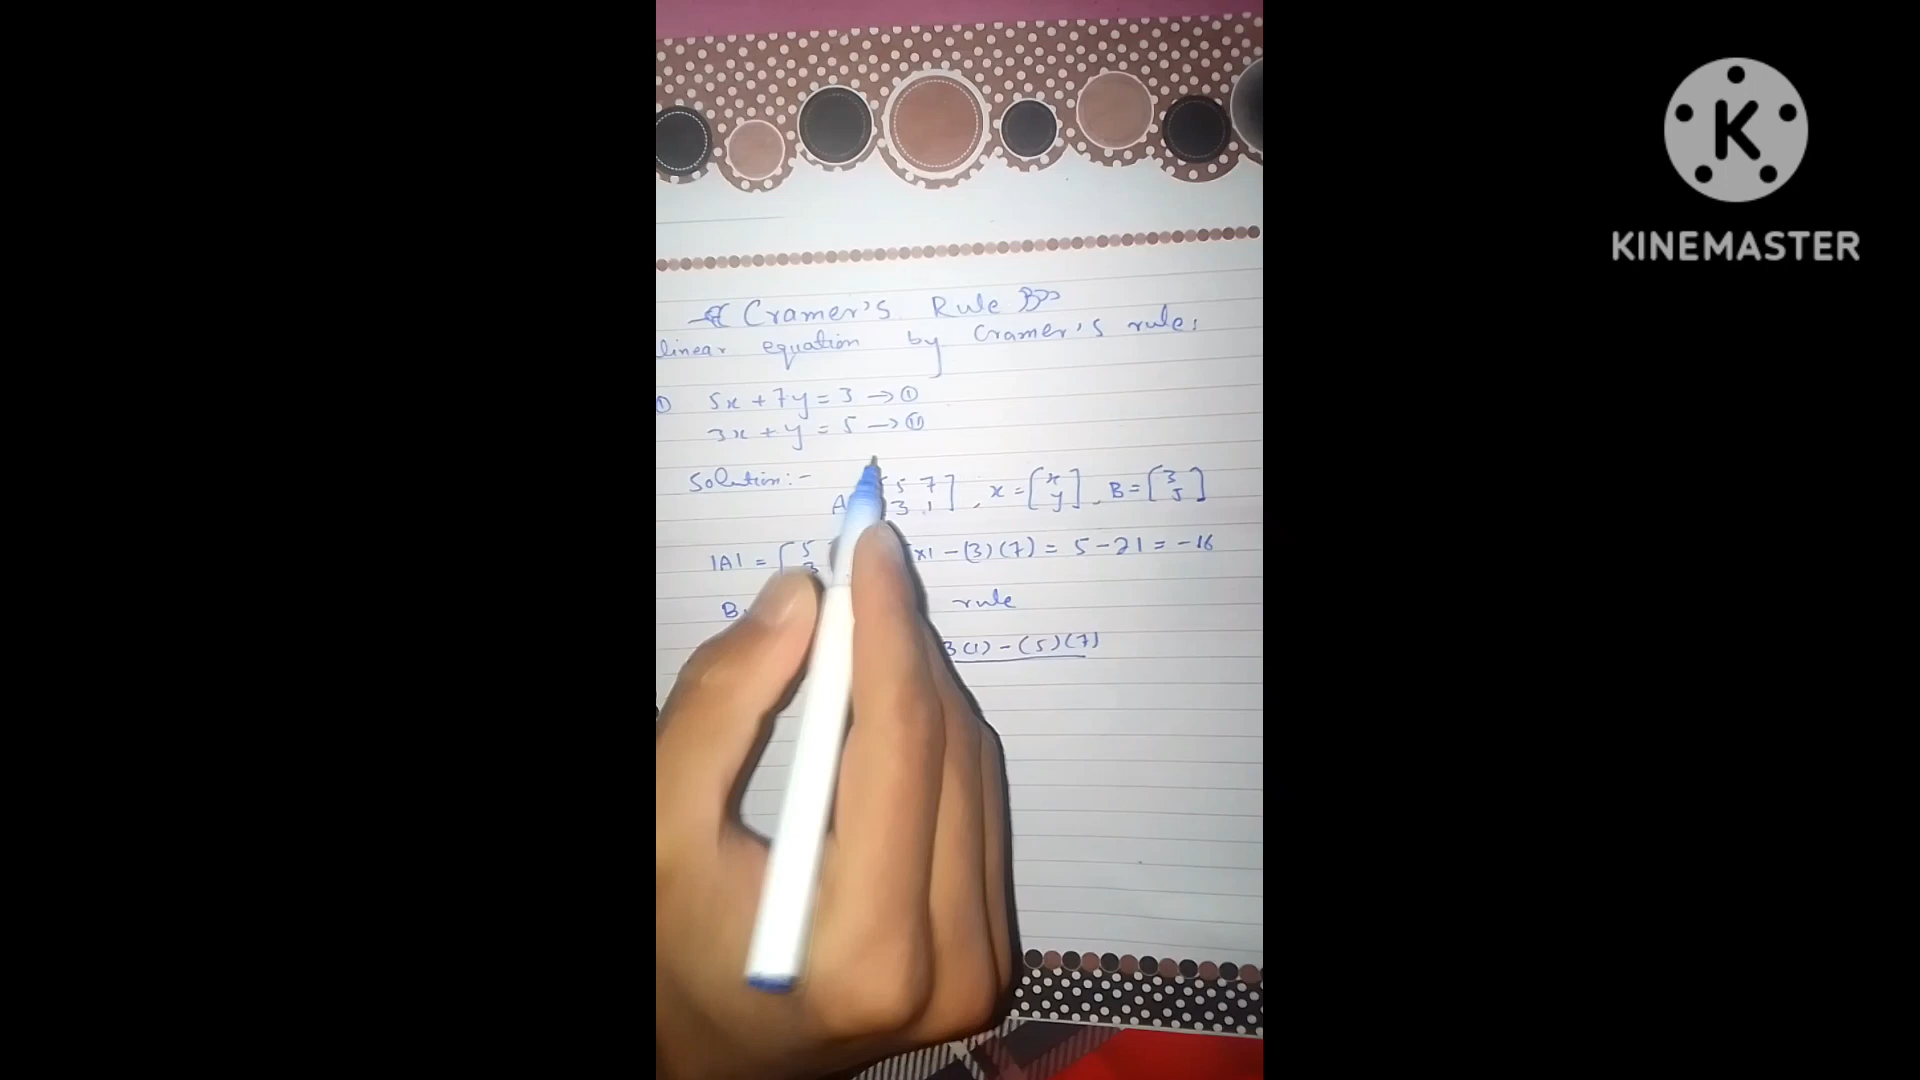 Cramer's Rule
linear equation by Cramer's rule:
① 5x + 7y = 3 → ①
3x + y = 5 → ⑪
Solution:-
A [5 7 3 1], x = [x y], B = [3 5]
|A| = 5 3 x1 - (3)(7) = 5 - 21 = -16
rule
3(1) - (5)(7)
K
KINEMASTER